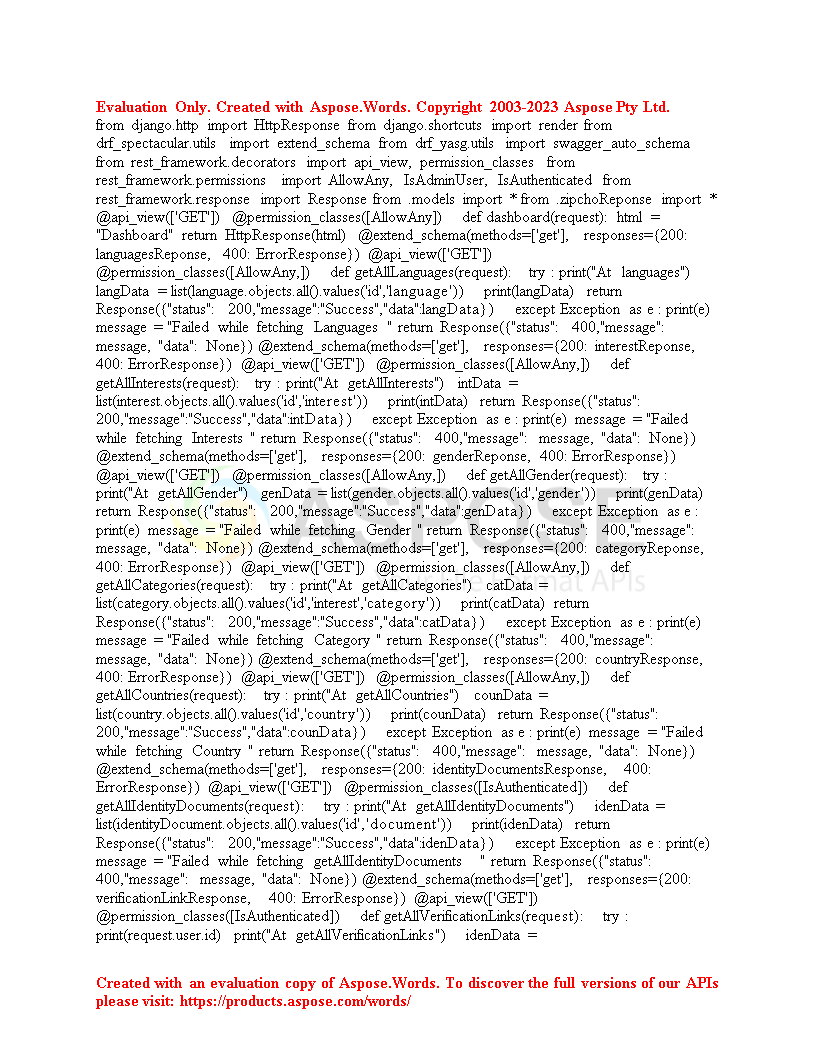 Evaluation Only. Created with Aspose.Words. Copyright 2003-2023 Aspose Pty Ltd.
from django.http import HttpResponse from django.shortcuts import render from
drf_spectacular.utils import extend_schema from drf_yasg.utils import swagger_auto_schema
from rest_framework.decorators import api_view, permission_classes from
rest_framework.permissions import AllowAny, IsAdminUser, IsAuthenticated from
rest_framework.response import Response from .models import * from .zipchoReponse import *
@api_view(['GET']) @permission_classes([AllowAny]) def dashboard(request): html =
"Dashboard" return HttpResponse(html) @extend_schema(methods=['get'], responses={200:
languagesReponse, 400: ErrorResponse}) @api_view(['GET'])
@permission_classes([AllowAny,]) def getAllLanguages(request): try : print("At languages")
langData = list(language.objects.all().values('id','language')) print(langData) return
Response({"status": 200,"message":"Success","data":langData}) except Exception as e : print(e)
message = "Failed while fetching Languages " return Response({"status": 400,"message":
message, "data": None}) @extend_schema(methods=['get'], responses={200: interestReponse,
400: ErrorResponse}) @api_view(['GET']) @permission_classes([AllowAny,]) def
getAllInterests(request): try : print("At getAllInterests") intData =
list(interest.objects.all().values('id','interest')) print(intData) return Response({"status":
200,"message":"Success","data":intData}) except Exception as e : print(e) message = "Failed
while fetching Interests " return Response({"status": 400,"message": message, "data": None})
@extend_schema(methods=['get'], responses={200: genderReponse, 400: ErrorResponse})
@api_view(['GET']) @permission_classes([AllowAny,]) def getAllGender(request): try :
print("At getAllGender") genData = list(gender.objects.all().values('id','gender')) print(genData)
return Response({"status": 200,"message":"Success","data":genData}) except Exception as e :
print(e) message = "Failed while fetching Gender " return Response({"status": 400,"message":
message, "data": None}) @extend_schema(methods=['get'], responses={200: categoryReponse,
400: ErrorResponse}) @api_view(['GET']) @permission_classes([AllowAny,]) def
getAllCategories(request): try : print("At getAllCategories") catData =
list(category.objects.all().values('id','interest','category')) print(catData) return
Response({"status": 200,"message":"Success","data":catData}) except Exception as e : print(e)
message = "Failed while fetching Category " return Response({"status": 400,"message":
message, "data": None}) @extend_schema(methods=['get'], responses={200: countryResponse,
400: ErrorResponse}) @api_view(['GET']) @permission_classes([AllowAny,]) def
getAllCountries(request): try : print("At getAllCountries") counData =
list(country.objects.all().values('id','country')) print(counData) return Response({"status":
200,"message":"Success","data":counData}) except Exception as e : print(e) message = "Failed
while fetching Country " return Response({"status": 400,"message": message, "data": None})
@extend_schema(methods=['get'], responses={200: identityDocumentsResponse, 400:
ErrorResponse}) @api_view(['GET']) @permission_classes([IsAuthenticated]) def
getAllIdentityDocuments(request): try : print("At getAllIdentityDocuments") idenData =
list(identityDocument.objects.all().values('id','document')) print(idenData) return
Response({"status": 200,"message":"Success","data":idenData}) except Exception as e : print(e)
message = "Failed while fetching getAllIdentityDocuments " return Response({"status":
400,"message": message, "data": None}) @extend_schema(methods=['get'], responses={200:
verificationLinkResponse, 400: ErrorResponse}) @api_view(['GET'])
@permission_classes([IsAuthenticated]) def getAllVerificationLinks(request): try :
print(request.user.id) print("At getAllVerificationLinks") idenData =
Created with an evaluation copy of Aspose.Words. To discover the full versions of our APIs
please visit: https://products.aspose.com/words/